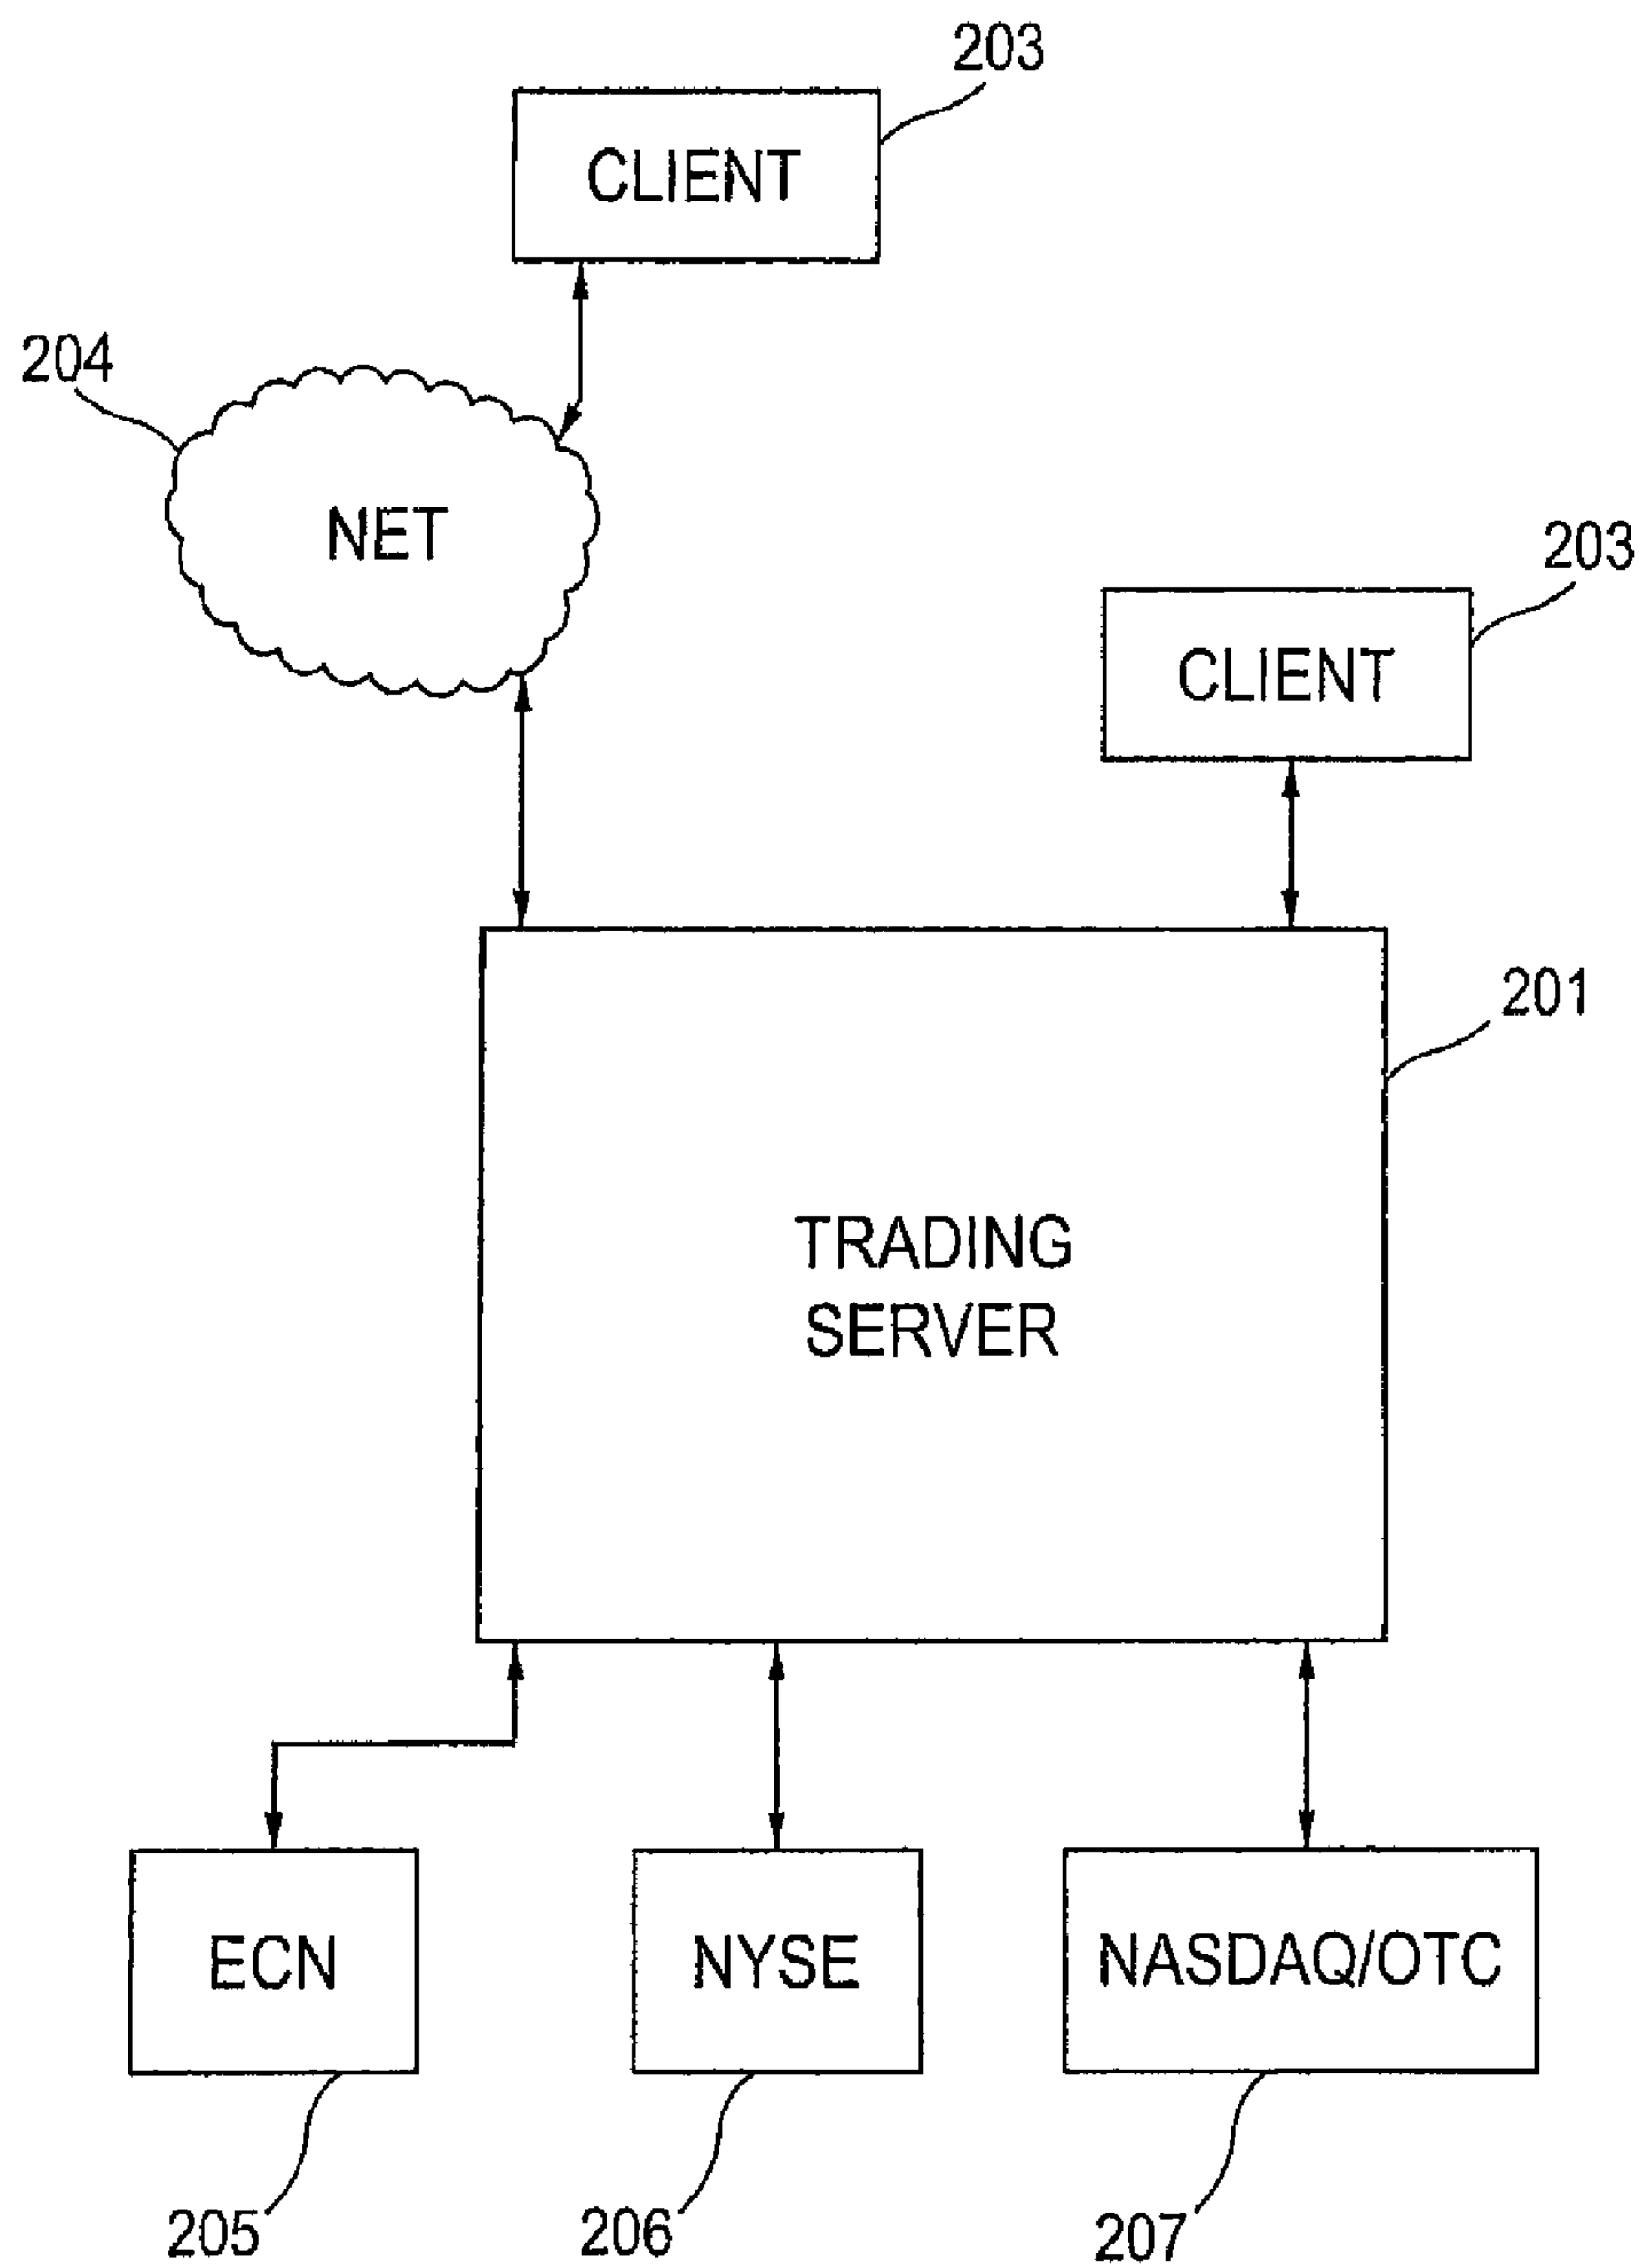 203
CLIENT
204
NET
203
CLIENT
201
TRADING
SERVER
ECN
NYSE
NASDAQ/OTC
205
206
207